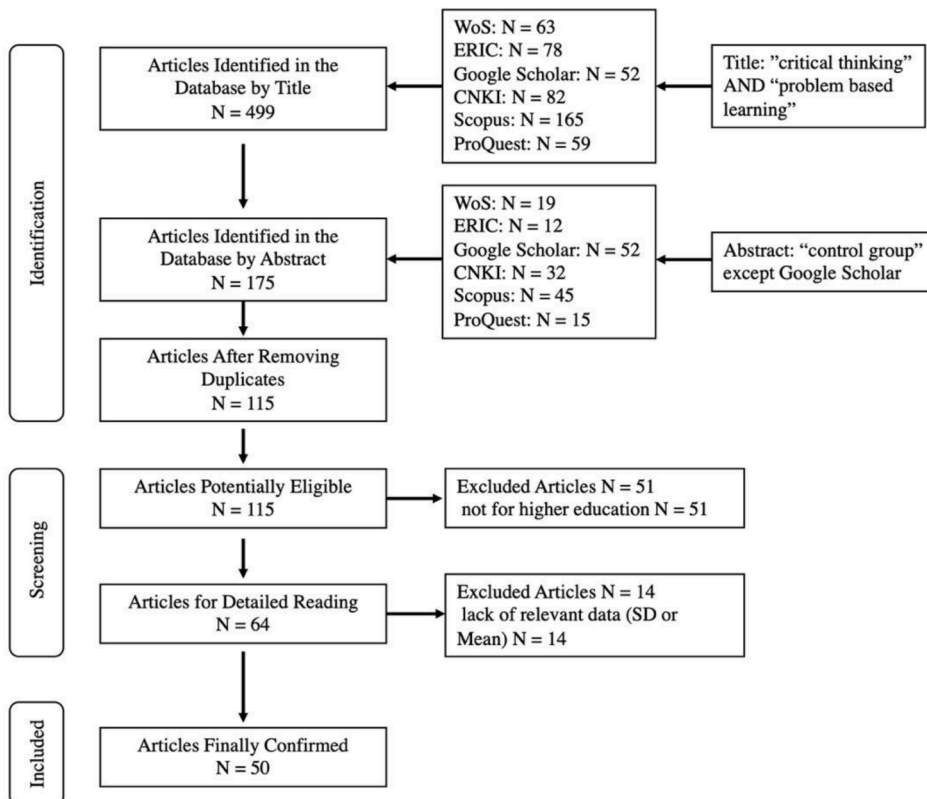 Identification
Articles Identified in the
Database by Title
N = 499
WoS: N = 63
ERIC: N = 78
Google Scholar: N = 52
CNKI: N = 82
Scopus: N = 165
ProQuest: N = 59
Title: ”critical thinking”
AND “problem based
learning”
Articles Identified in the
Database by Abstract
N = 175
WoS: N = 19
ERIC: N = 12
Google Scholar: N = 52
CNKI: N = 32
Scopus: N = 45
ProQuest: N = 15
Abstract: “control group”
except Google Scholar
Articles After Removing
Duplicates
N = 115
Screening
Articles Potentially Eligible
N = 115
Excluded Articles N = 51
not for higher education N = 51
Articles for Detailed Reading
N = 64
Excluded Articles N = 14
lack of relevant data (SD or
Mean) N = 14
Included
Articles Finally Confirmed
N = 50